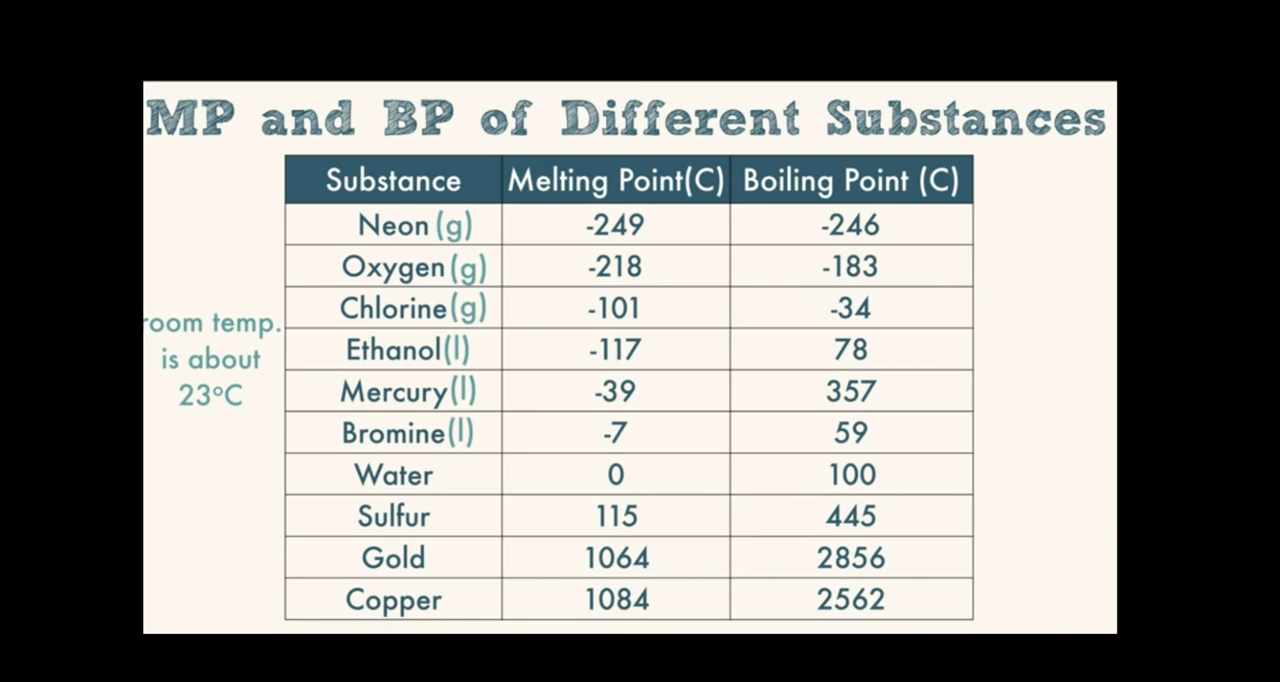 MP and BP of Different Substances
Substance Melting Point(C) Boiling Point (C)
Neon (g) -249 -246
Oxygen (g) -218 -183
Chlorine (g) -101 -34
Ethanol (l) -117 78
Mercury (l) -39 357
Bromine (l) -7 59
Water 0 100
Sulfur 115 445
Gold 1064 2856
Copper 1084 2562
room temp.
is about
23°C